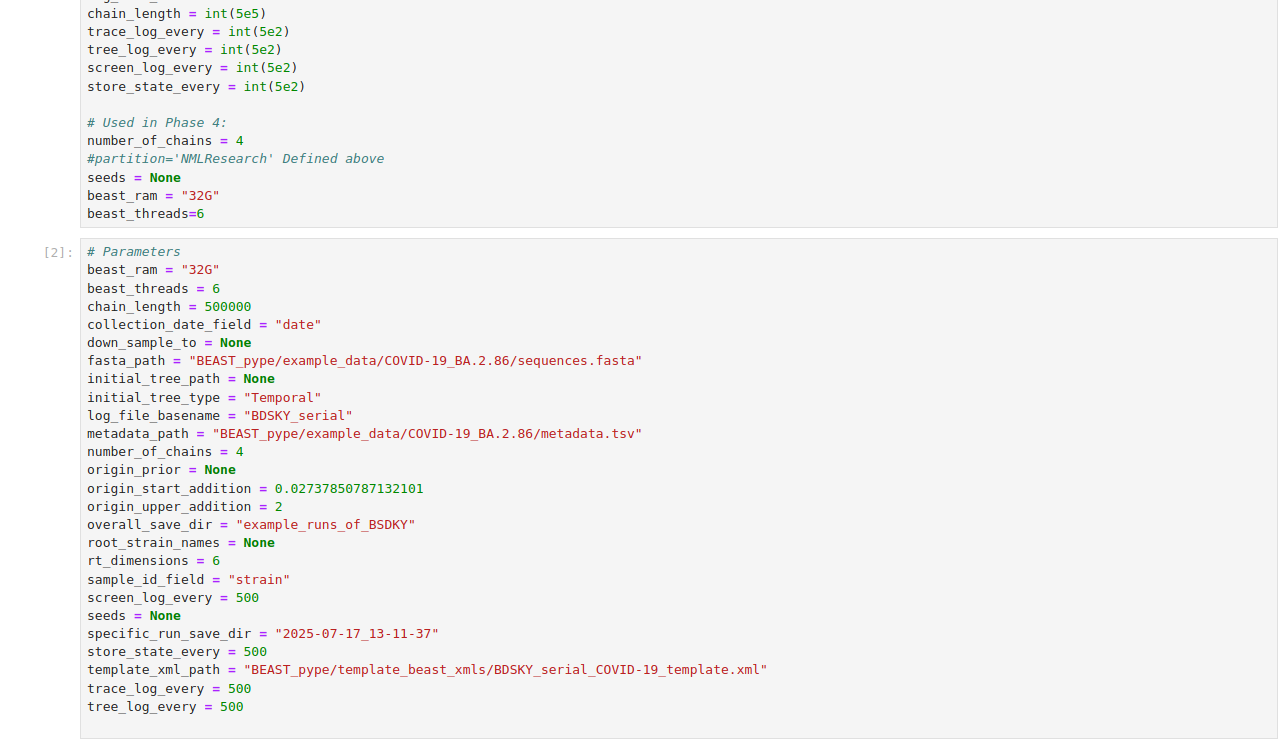 chain_length = int(5e5)
trace_log_every = int(5e2)
tree_log_every = int(5e2)
screen_log_every = int(5e2)
store_state_every = int(5e2)

# Used in Phase 4:
number_of_chains = 4
#partition='NMLResearch' Defined above
seeds = None
beast_ram = "32G"
beast_threads=6

[2]: # Parameters
beast_ram = "32G"
beast_threads = 6
chain_length = 500000
collection_date_field = "date"
down_sample_to = None
fasta_path = "BEAST_pype/example_data/COVID-19_BA.2.86/sequences.fasta"
initial_tree_path = None
initial_tree_type = "Temporal"
log_file_basename = "BDSKY_serial"
metadata_path = "BEAST_pype/example_data/COVID-19_BA.2.86/metadata.tsv"
number_of_chains = 4
origin_prior = None
origin_start_addition = 0.02737850787132101
origin_upper_addition = 2
overall_save_dir = "example_runs_of_BSDKY"
root_strain_names = None
rt_dimensions = 6
sample_id_field = "strain"
screen_log_every = 500
seeds = None
specific_run_save_dir = "2025-07-17_13-11-37"
store_state_every = 500
template_xml_path = "BEAST_pype/template_beast_xmls/BDSKY_serial_COVID-19_template.xml"
trace_log_every = 500
tree_log_every = 500